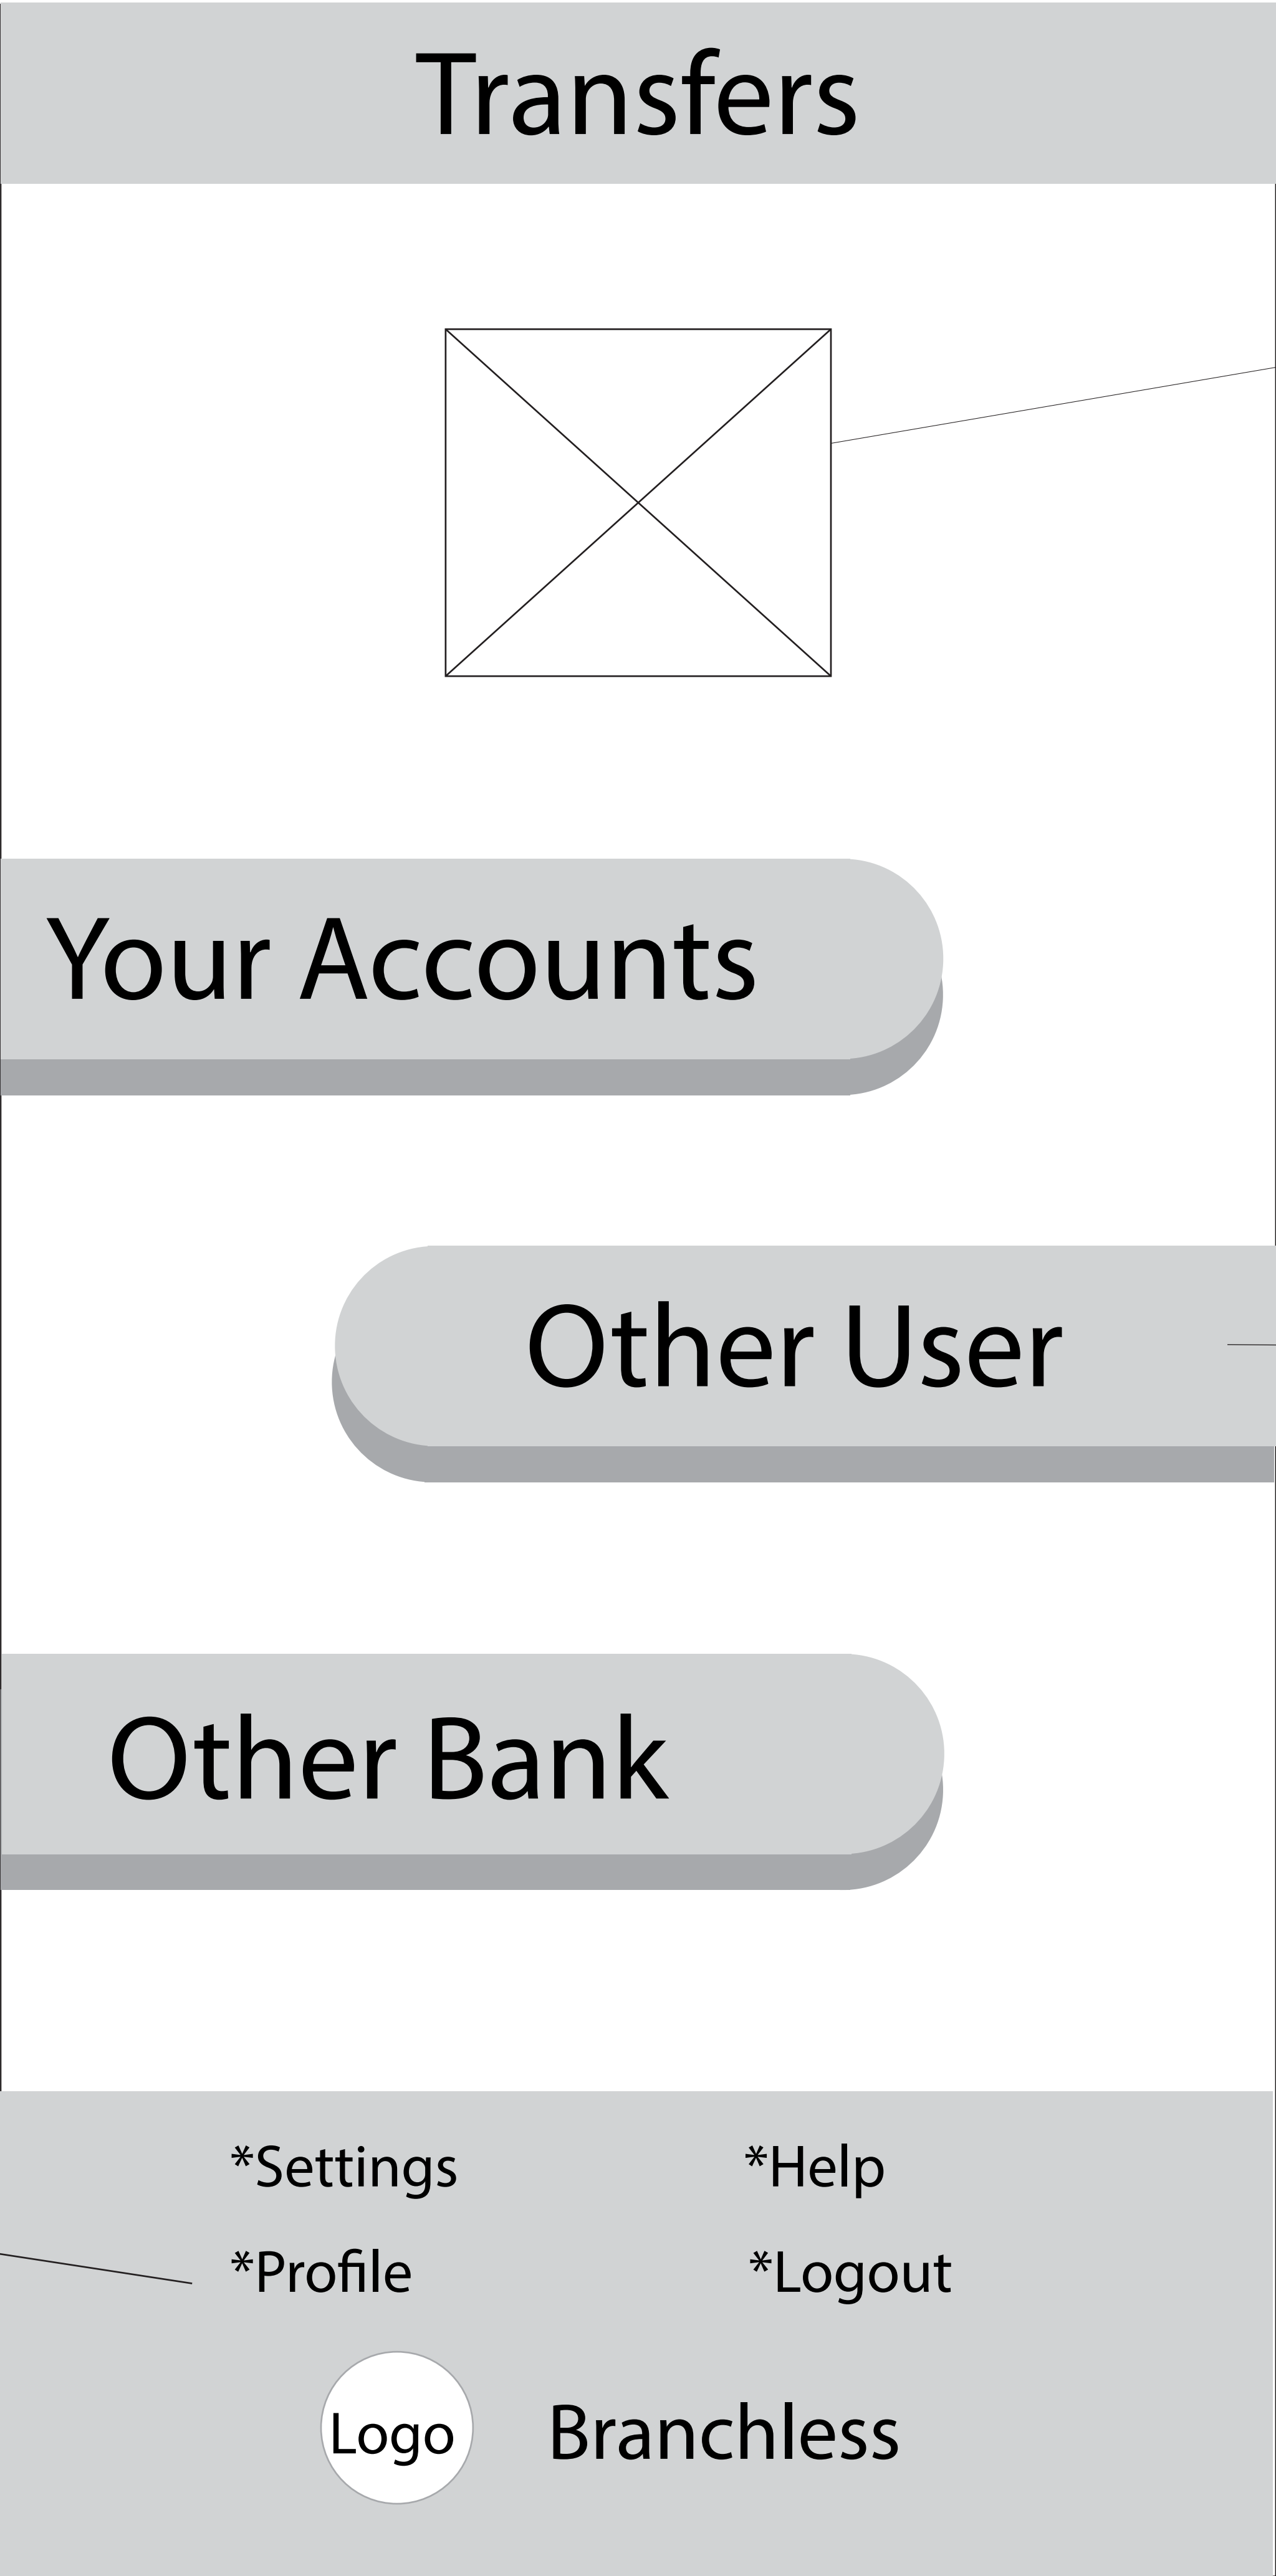 Transfers
Your Accounts
Other User
Other Bank
*Settings
*Help
*Profile
*Logout
Logo
Branchless